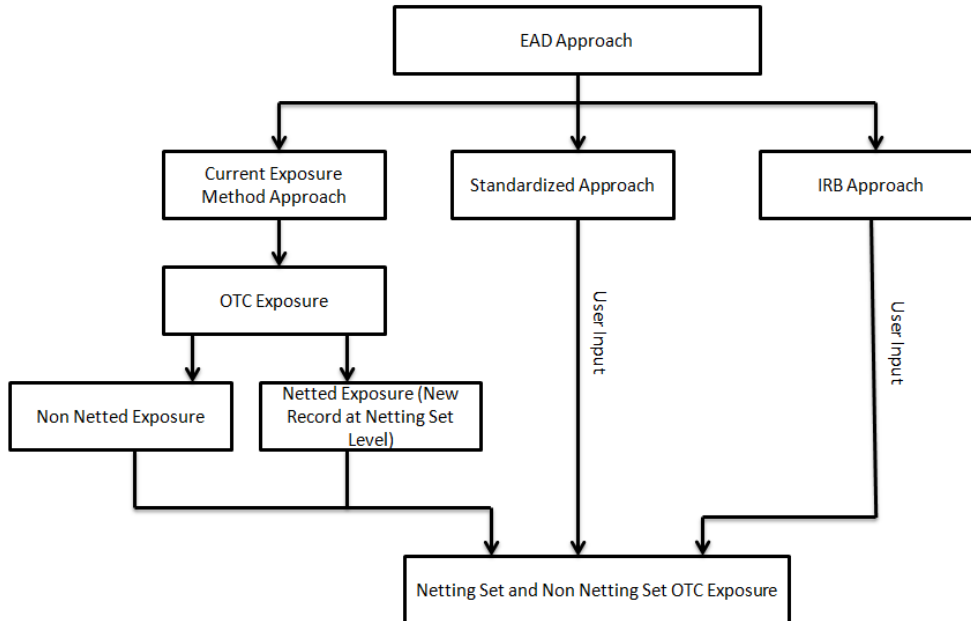 EAD Approach
Current Exposure
Method Approach
Standardized Approach
IRB Approach
OTC Exposure
User Input
User Input
Non Netted Exposure
Netted Exposure (New
Record at Netting Set
Level)
Netting Set and Non Netting Set OTC Exposure